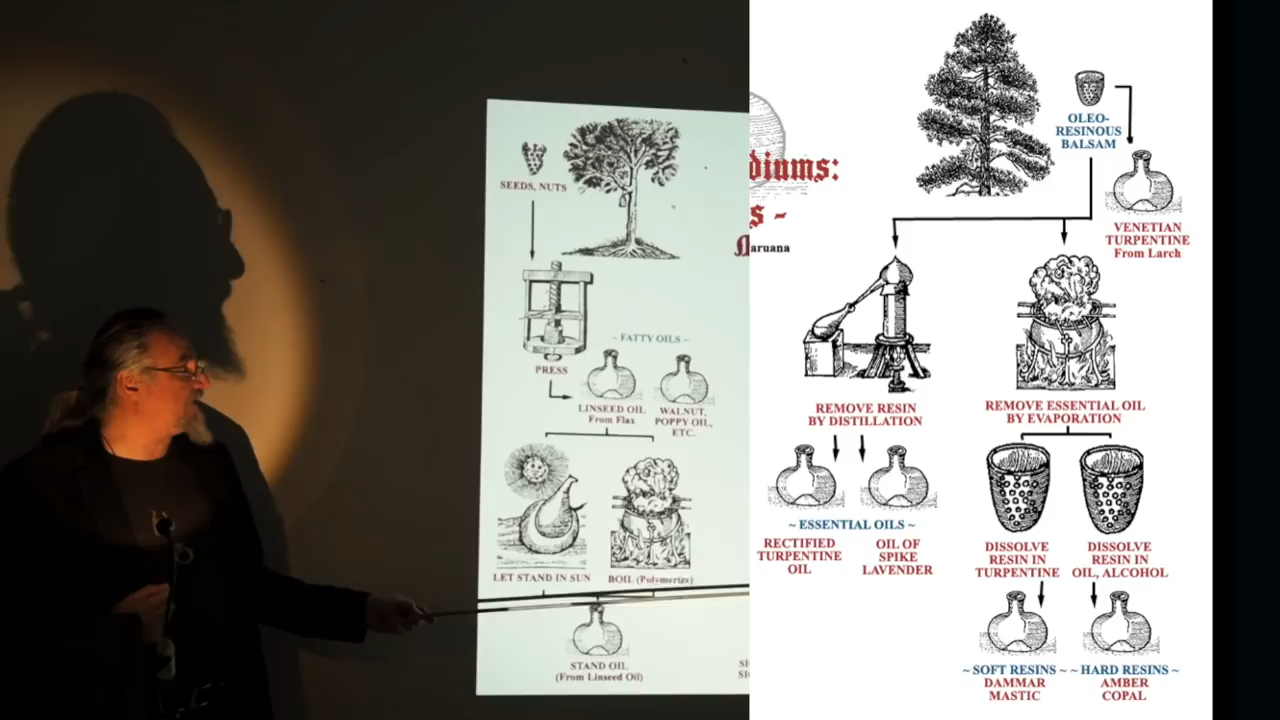 SEEDS, NUTS
PRESS
~ FATTY OILS ~
LINSEED OIL
From Flax
WALNUT,
POPPY OIL,
ETC.
LET STAND IN SUN
BOIL (Polymerize)
STAND OIL
(From Linseed Oil)
diums:
s -
Maruana
OLEO-
RESINOUS
BALSAM
VENETIAN
TURPENTINE
From Larch
REMOVE RESIN
BY DISTILLATION
REMOVE ESSENTIAL OIL
BY EVAPORATION
~ ESSENTIAL OILS ~
RECTIFIED
TURPENTINE
OIL
OIL OF
SPIKE
LAVENDER
DISSOLVE
RESIN IN
TURPENTINE
DISSOLVE
RESIN IN
OIL, ALCOHOL
~ SOFT RESINS ~
DAMMAR
MASTIC
~ HARD RESINS ~
AMBER
COPAL